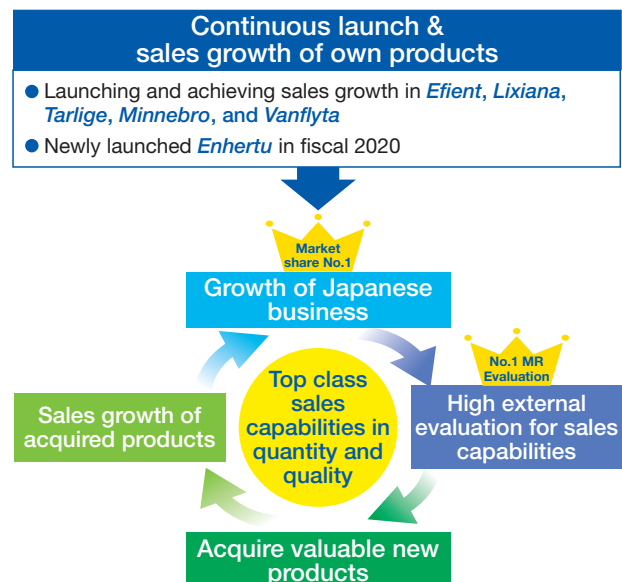 Continuous launch &
sales growth of own products
● Launching and achieving sales growth in Efient, Lixiana,
Tarlige, Minnebro, and Vanflyta
● Newly launched Enhertu in fiscal 2020
Market
share No.1
Growth of Japanese
business
No.1 MR
Evaluation
High external
evaluation for sales
capabilities
Top class
sales
capabilities in
quantity and
quality
Sales growth of
acquired products
Acquire valuable new
products